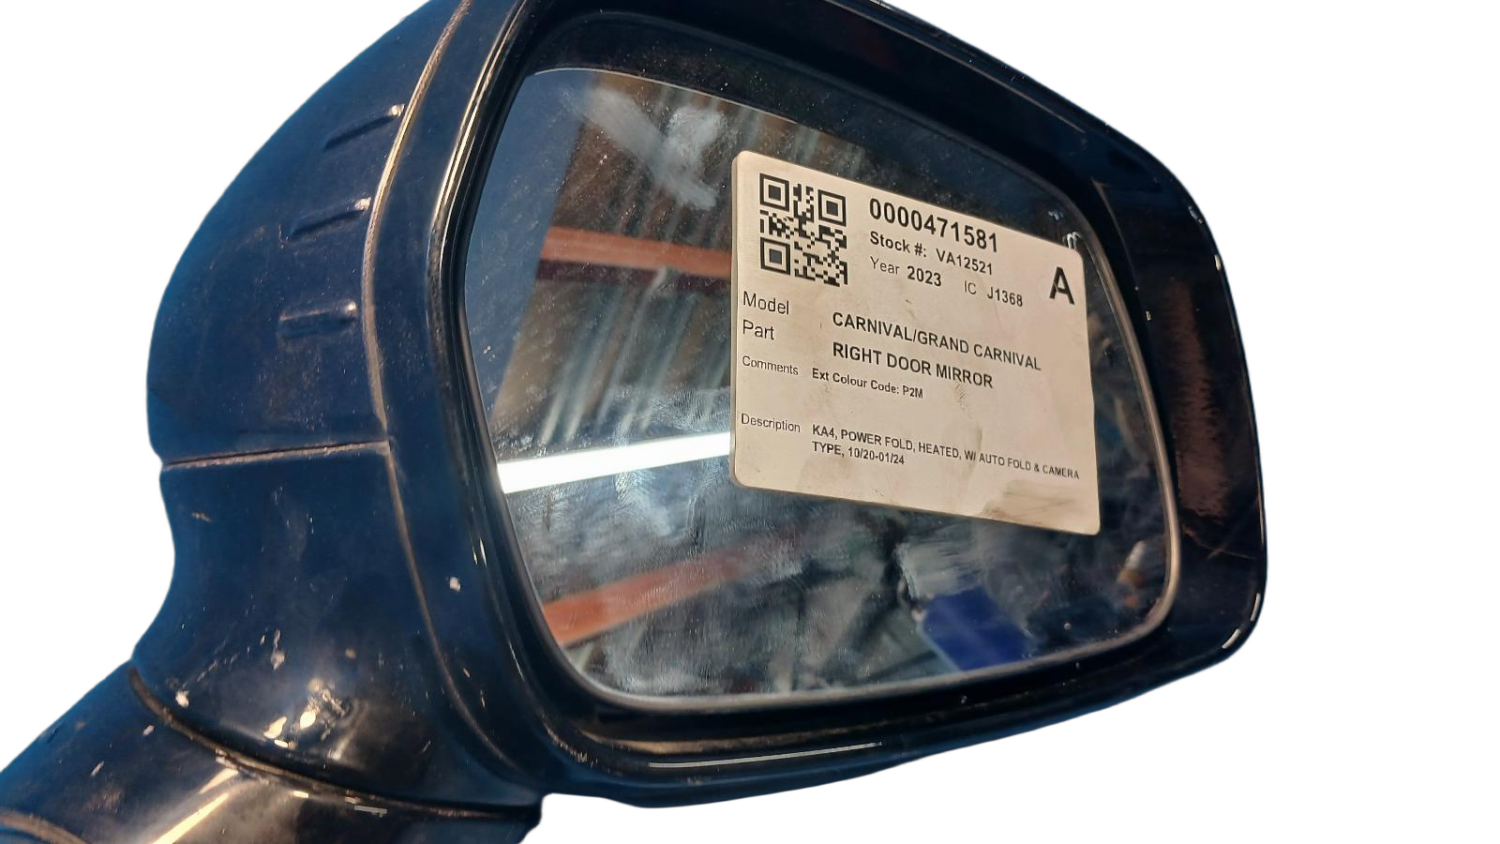 0000471581
Stock #: VA12521
Year 2023 IC J1368
A
Model CARNIVAL/GRAND CARNIVAL
Part RIGHT DOOR MIRROR
Comments Ext Colour Code: P2M
Description KA4, POWER FOLD, HEATED, W/ AUTO FOLD & CAMERA
TYPE, 10/20-01/24